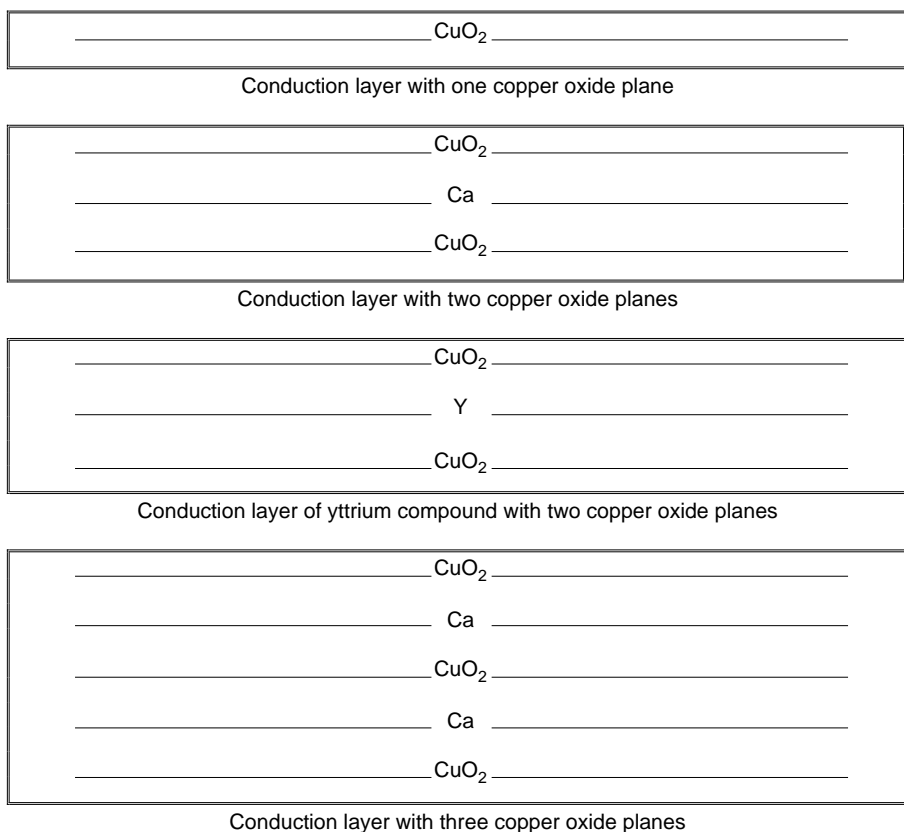 CuO₂
Conduction layer with one copper oxide plane
CuO₂
Ca
CuO₂
Conduction layer with two copper oxide planes
CuO₂
Y
CuO₂
Conduction layer of yttrium compound with two copper oxide planes
CuO₂
Ca
CuO₂
Ca
CuO₂
Conduction layer with three copper oxide planes